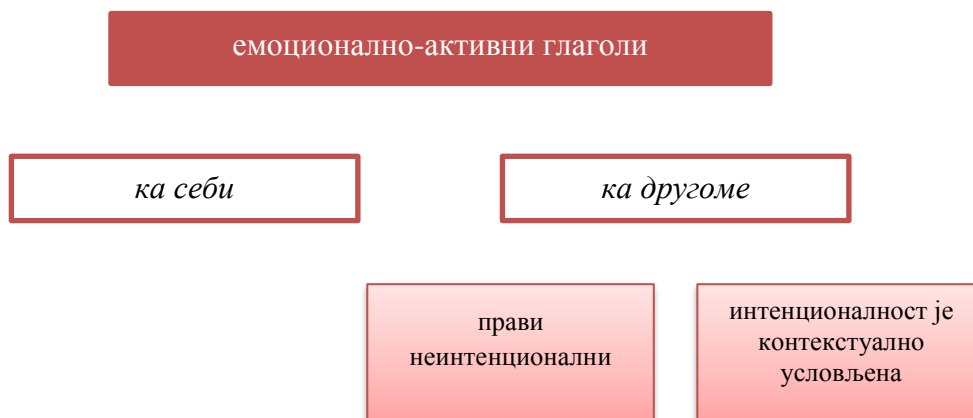 емоционално-активни глаголи
ка себи
ка другоме
прави
неинтенционални
интенционалност је
контекстуално
условљена